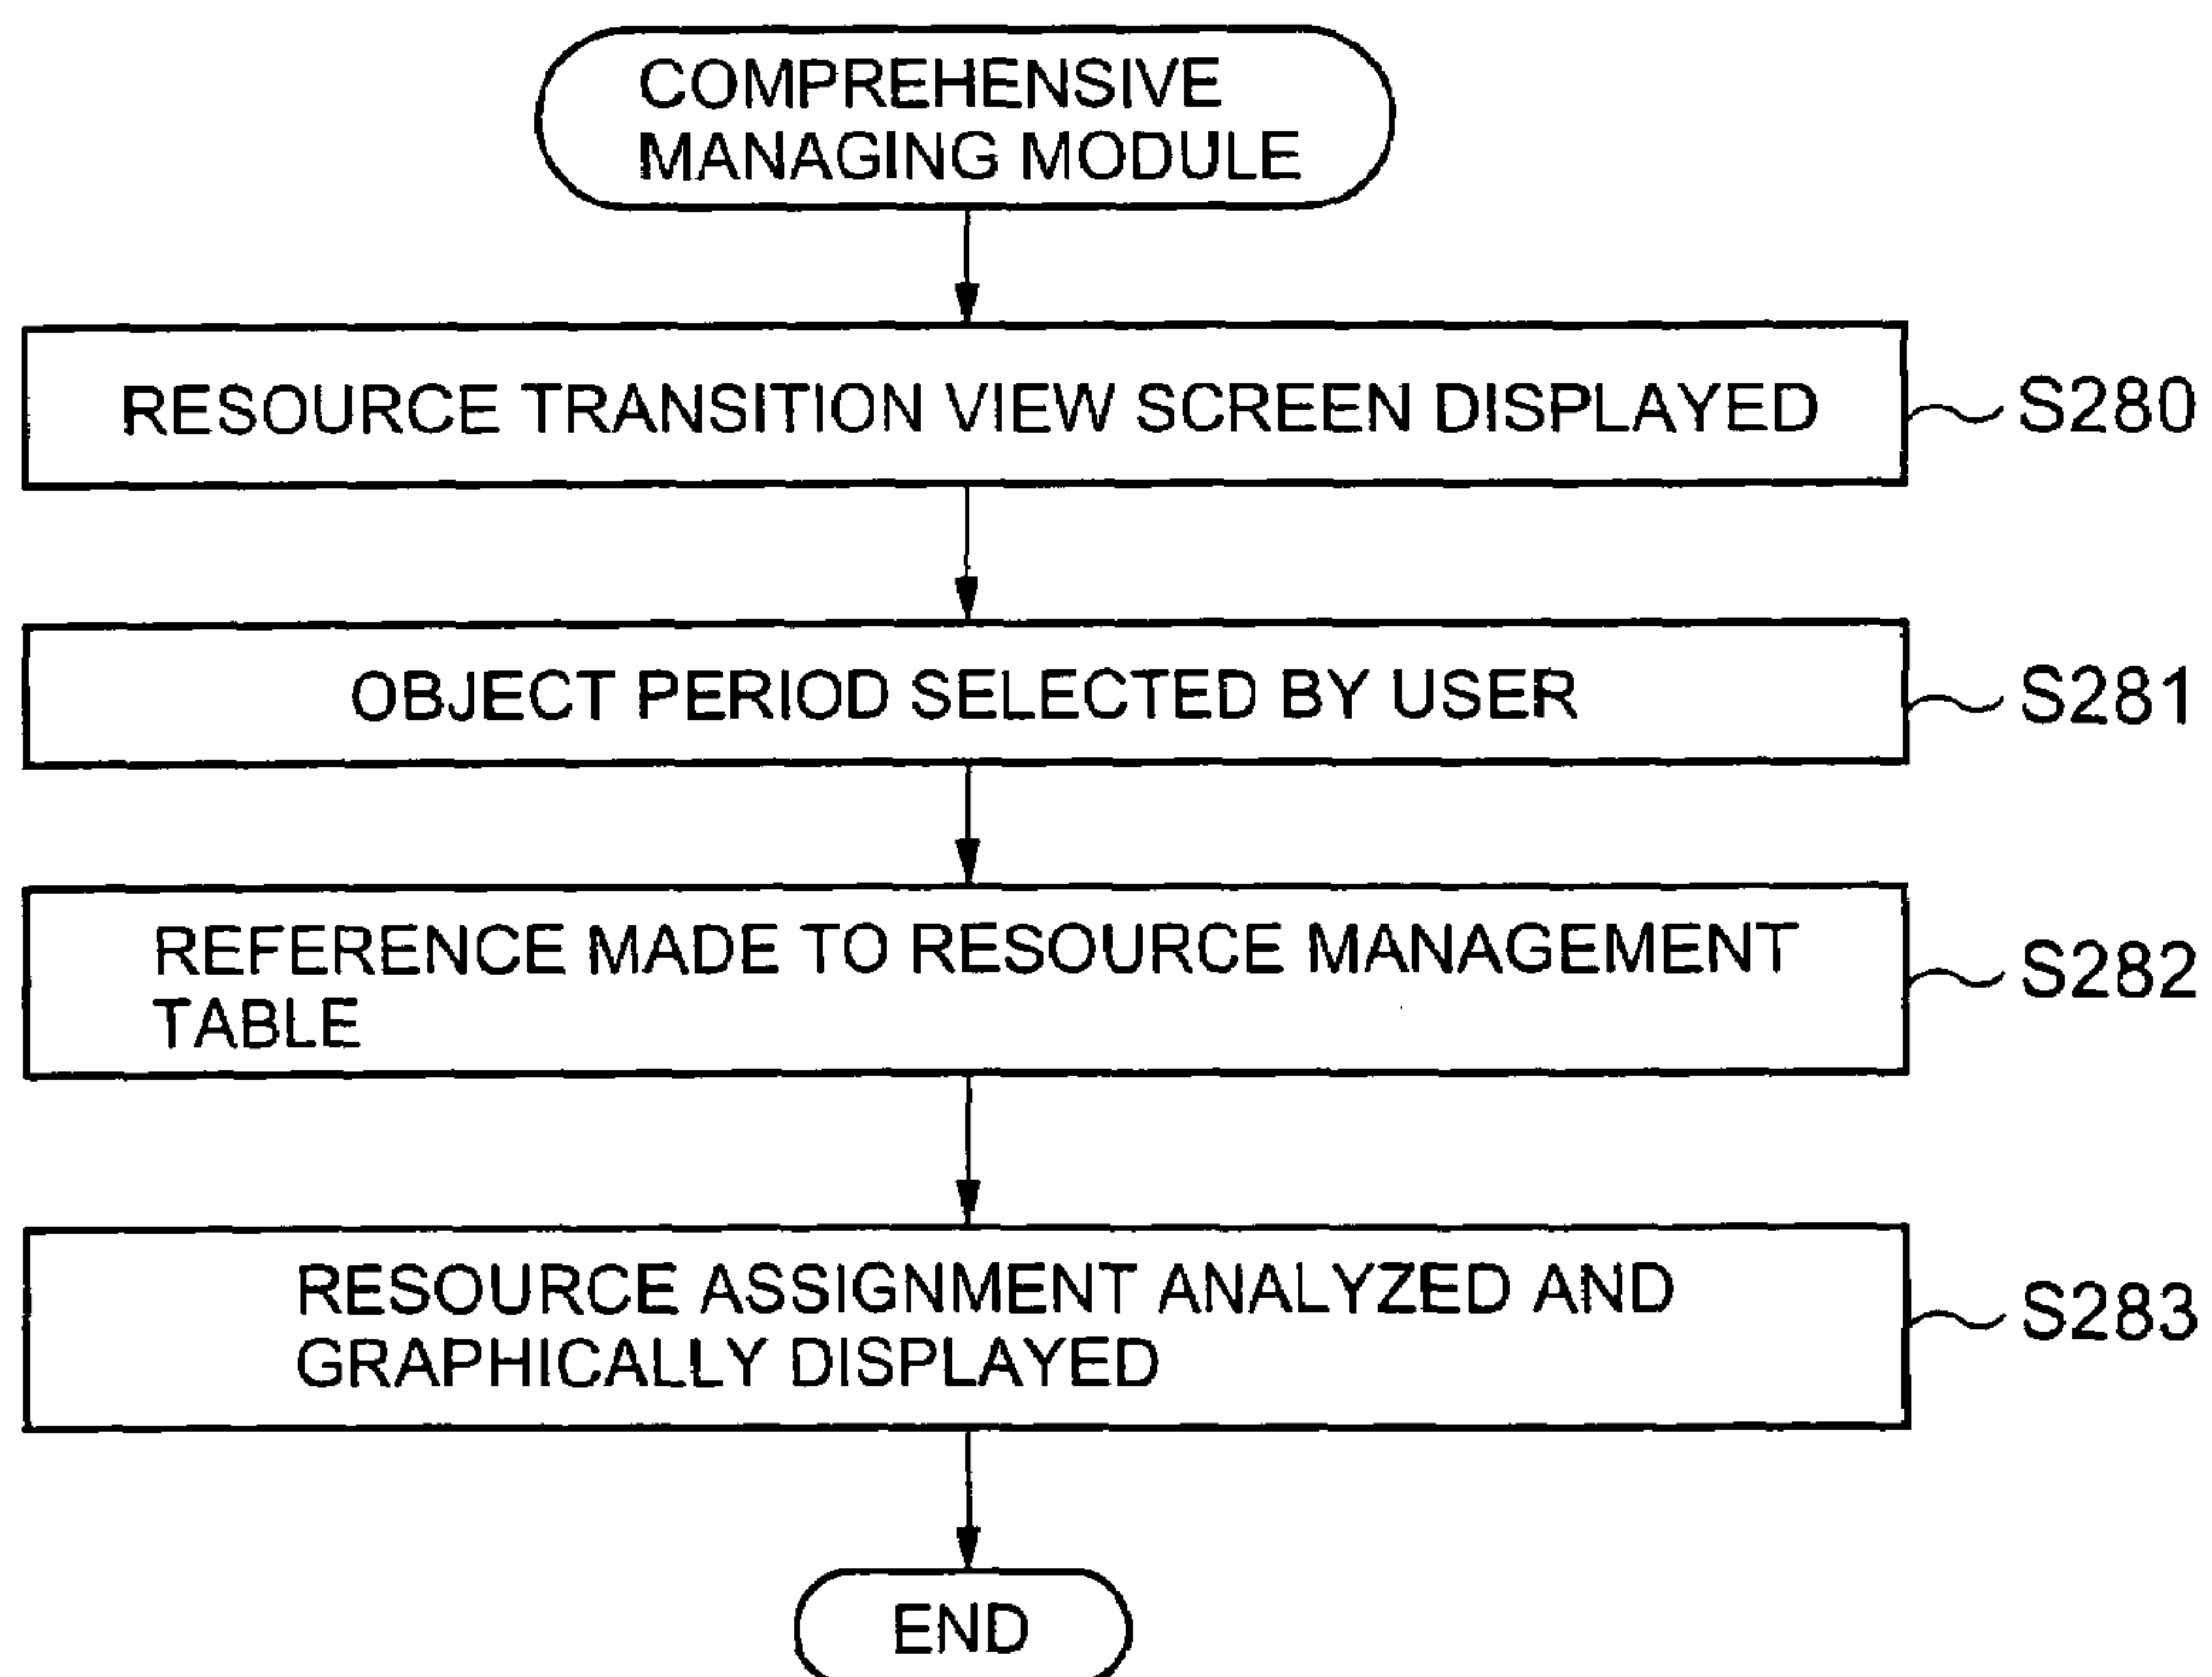 COMPREHENSIVE
MANAGING MODULE
RESOURCE TRANSITION VIEW SCREEN DISPLAYED
S280
OBJECT PERIOD SELECTED BY USER
S281
REFERENCE MADE TO RESOURCE MANAGEMENT
TABLE
S282
RESOURCE ASSIGNMENT ANALYZED AND
GRAPHICALLY DISPLAYED
S283
END